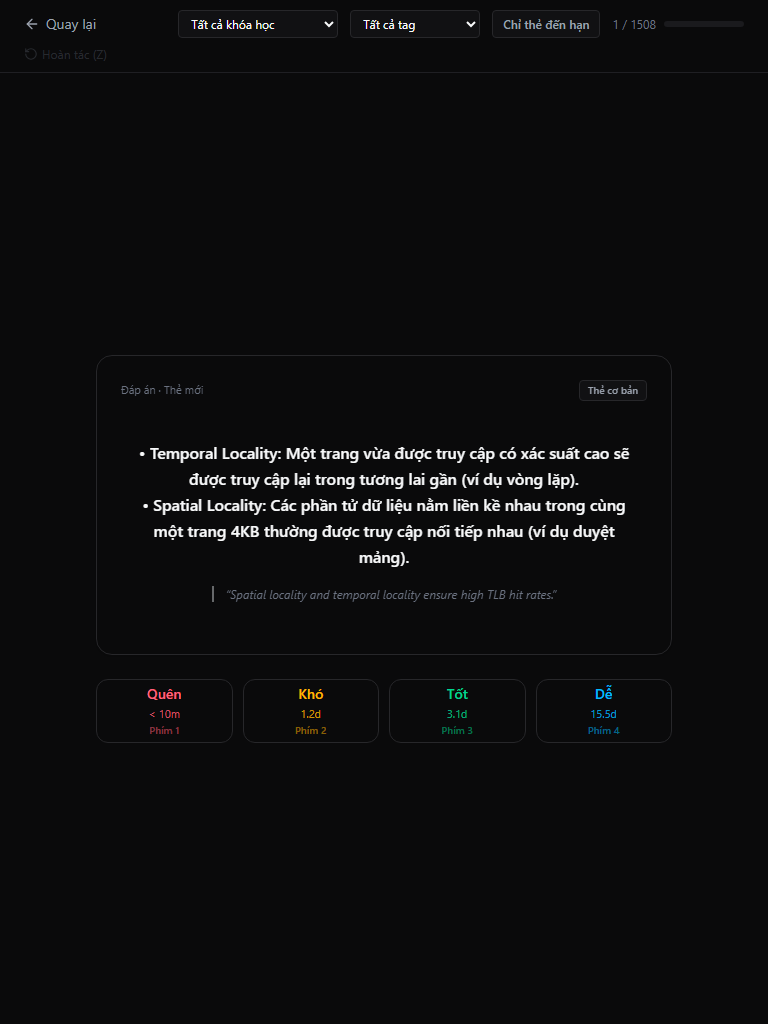 Quay lại
Tất cả khóa học
Tất cả tag
Chỉ thẻ đến hạn
1 / 1508
Hoàn tác (Z)
Đáp án · Thẻ mới
Thẻ cơ bản
• Temporal Locality: Một trang vừa được truy cập có xác suất cao sẽ
được truy cập lại trong tương lai gần (ví dụ vòng lặp).
• Spatial Locality: Các phần tử dữ liệu nằm liền kề nhau trong cùng
một trang 4KB thường được truy cập nối tiếp nhau (ví dụ duyệt
mảng).
“Spatial locality and temporal locality ensure high TLB hit rates.”
Quên
< 10m
Phím 1
Khó
1.2d
Phím 2
Tốt
3.1d
Phím 3
Dễ
15.5d
Phím 4